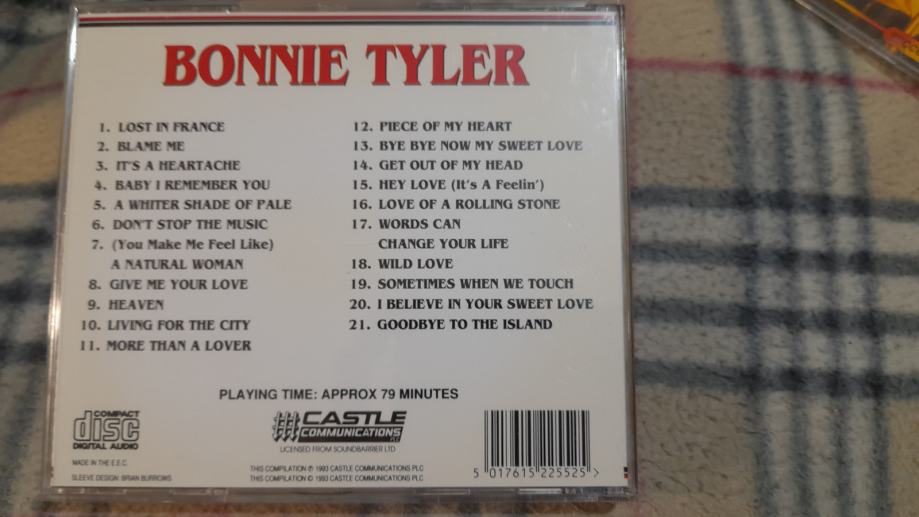 BONNIE TYLER
1. LOST IN FRANCE
2. BLAME ME
3. IT'S A HEARTACHE
4. BABY I REMEMBER YOU
5. A WHITER SHADE OF PALE
6. DON'T STOP THE MUSIC
7. (You Make Me Feel Like)
A NATURAL WOMAN
8. GIVE ME YOUR LOVE
9. HEAVEN
10. LIVING FOR THE CITY
11. MORE THAN A LOVER
12. PIECE OF MY HEART
13. BYE BYE NOW MY SWEET LOVE
14. GET OUT OF MY HEAD
15. HEY LOVE (It's A Feelin')
16. LOVE OF A ROLLING STONE
17. WORDS CAN
CHANGE YOUR LIFE
18. WILD LOVE
19. SOMETIMES WHEN WE TOUCH
20. I BELIEVE IN YOUR SWEET LOVE
21. GOODBYE TO THE ISLAND
PLAYING TIME: APPROX 79 MINUTES
COMPACT
disc
DIGITAL AUDIO
CASTLE
COMMUNICATIONS PLC
LICENSED FROM SOUNDBARRIER LTD
MADE IN THE E.E.C.
SLEEVE DESIGN: BRIAN BURROWS
THIS COMPILATION ℗ 1993 CASTLE COMMUNICATIONS PLC
THIS COMPILATION © 1993 CASTLE COMMUNICATIONS PLC
5 017615 225525 >